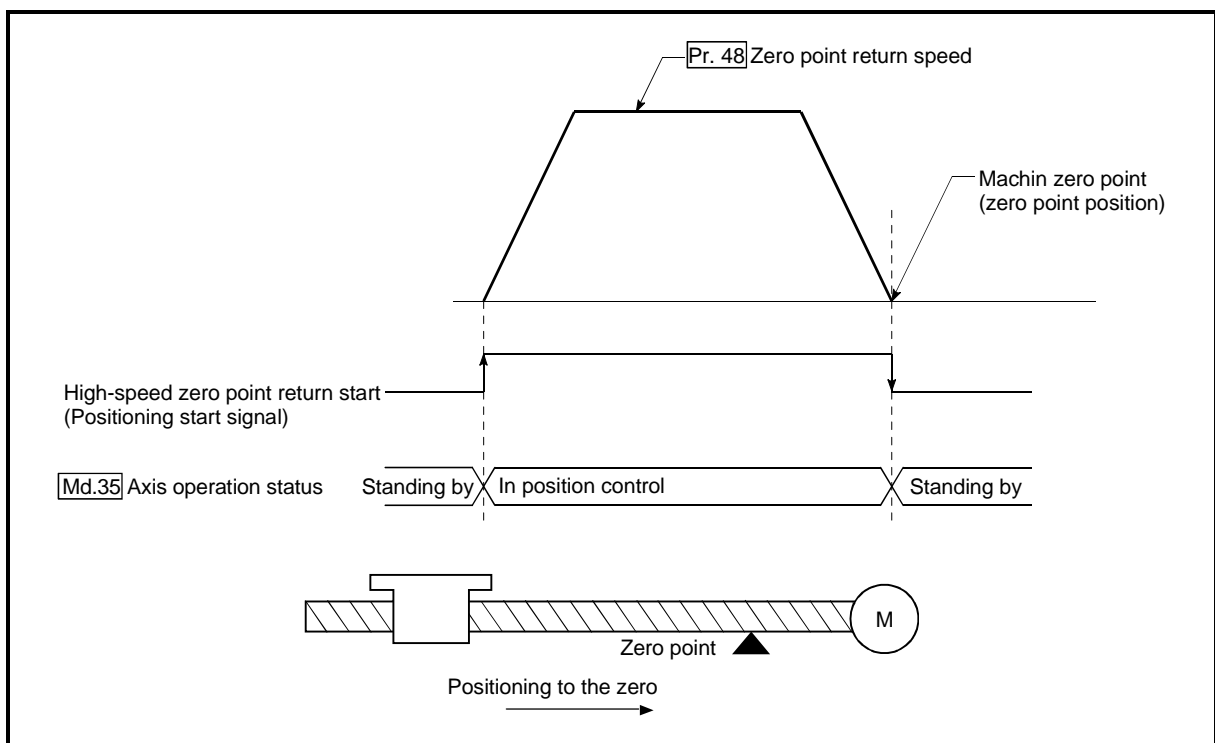 Pr. 48 Zero point return speed
Machin zero point
(zero point position)
High-speed zero point return start
(Positioning start signal)
Md.35 Axis operation status
Standing by
In position control
Standing by
M
Zero point
Positioning to the zero